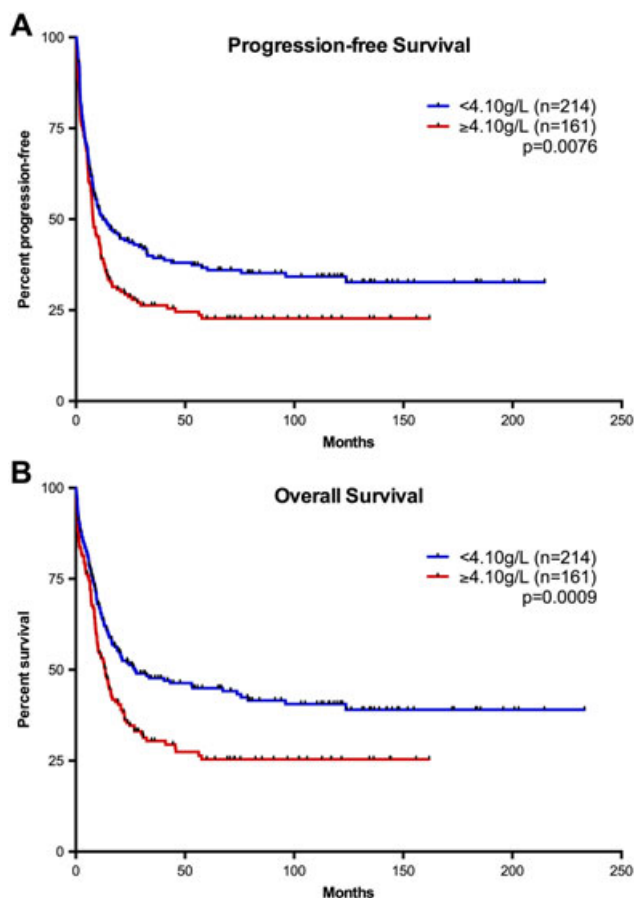 A
Progression-free Survival
<4.10g/L (n=214)
≥4.10g/L (n=161)
p=0.0076
Percent progression-free
100
75
50
25
0
0 50 100 150 200 250
Months
B
Overall Survival
<4.10g/L (n=214)
≥4.10g/L (n=161)
p=0.0009
Percent survival
100
75
50
25
0
0 50 100 150 200 250
Months